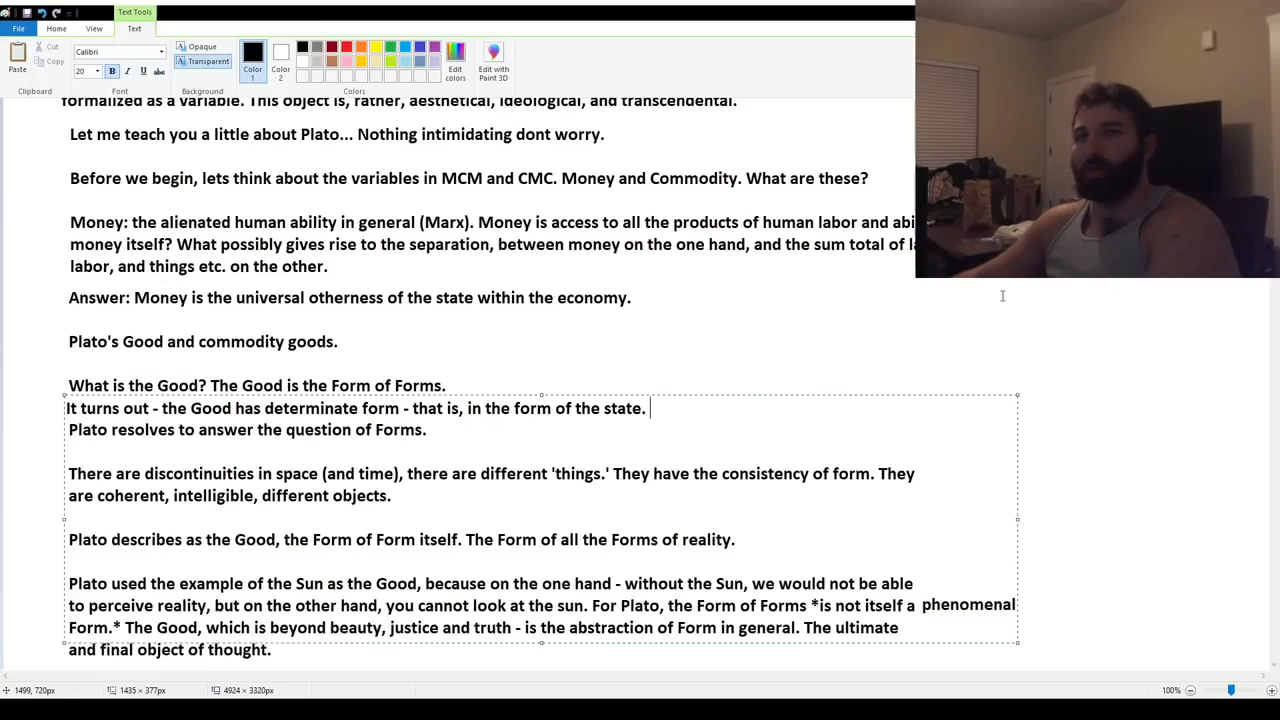 Text Tools
File
Home
View
Text
Paste
Cut
Copy
Calibri
20
B
I
U
abc
Opaque
Transparent
Color 1
Color 2
Edit colors
Edit with Paint 3D
Clipboard
Font
Background
Colors
formalized as a variable. This object is, rather, aesthetical, ideological, and transcendental.
Let me teach you a little about Plato... Nothing intimidating dont worry.
Before we begin, lets think about the variables in MCM and CMC. Money and Commodity. What are these?
Money: the alienated human ability in general (Marx). Money is access to all the products of human labor and abi
money itself? What possibly gives rise to the separation, between money on the one hand, and the sum total of la
labor, and things etc. on the other.
Answer: Money is the universal otherness of the state within the economy.
Plato's Good and commodity goods.
What is the Good? The Good is the Form of Forms.
It turns out - the Good has determinate form - that is, in the form of the state.
Plato resolves to answer the question of Forms.
There are discontinuities in space (and time), there are different 'things.' They have the consistency of form. They
are coherent, intelligible, different objects.
Plato describes as the Good, the Form of Form itself. The Form of all the Forms of reality.
Plato used the example of the Sun as the Good, because on the one hand - without the Sun, we would not be able
to perceive reality, but on the other hand, you cannot look at the sun. For Plato, the Form of Forms *is not itself a phenomenal
Form.* The Good, which is beyond beauty, justice and truth - is the abstraction of Form in general. The ultimate
and final object of thought.
1499, 720px
1435 × 377px
4924 × 3320px
100%